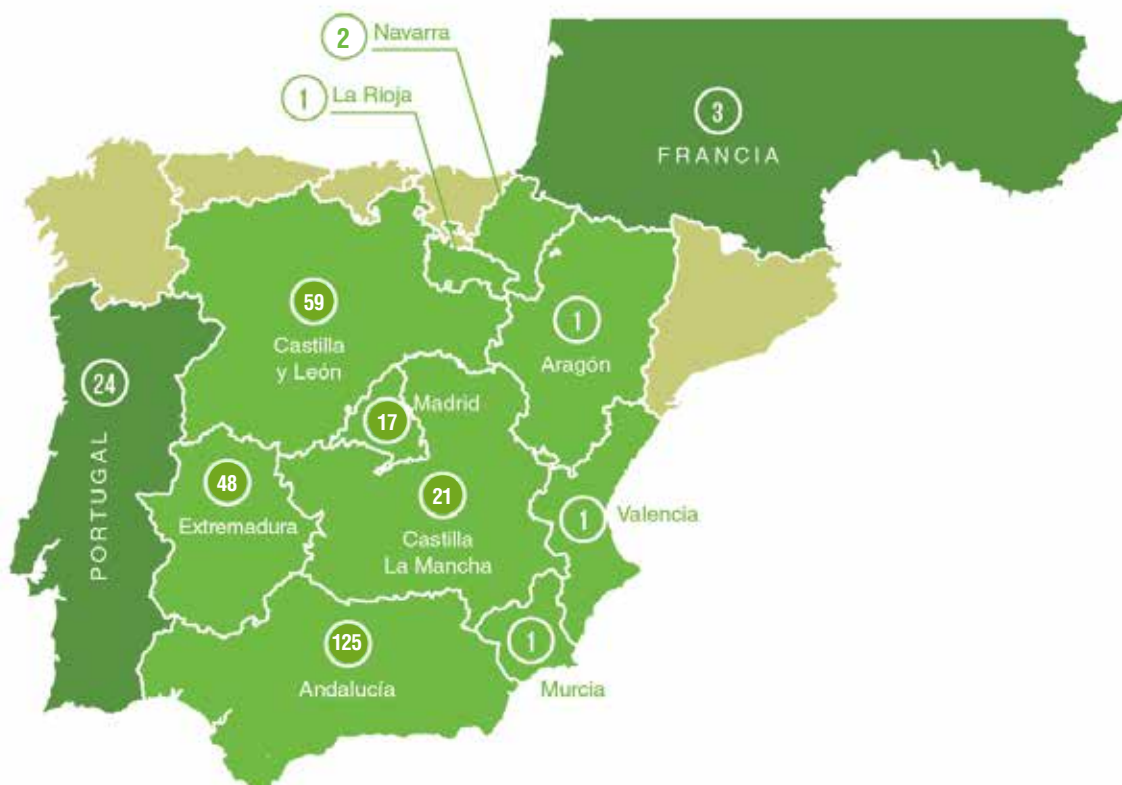 2 Navarra
1 La Rioja
3
FRANCIA
59
Castilla
y León
1
Aragón
24
PORTUGAL
Madrid
17
48
Extremadura
21
Castilla
La Mancha
1 Valencia
125
Andalucía
1
Murcia